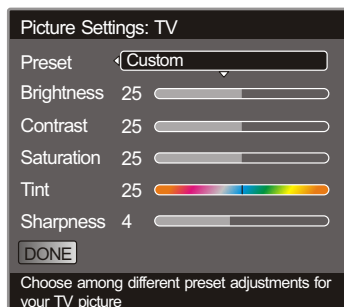 Picture Settings: TV
Preset Custom
Brightness 25
Contrast 25
Saturation 25
Tint 25
Sharpness 4
DONE
Choose among different preset adjustments for
your TV picture